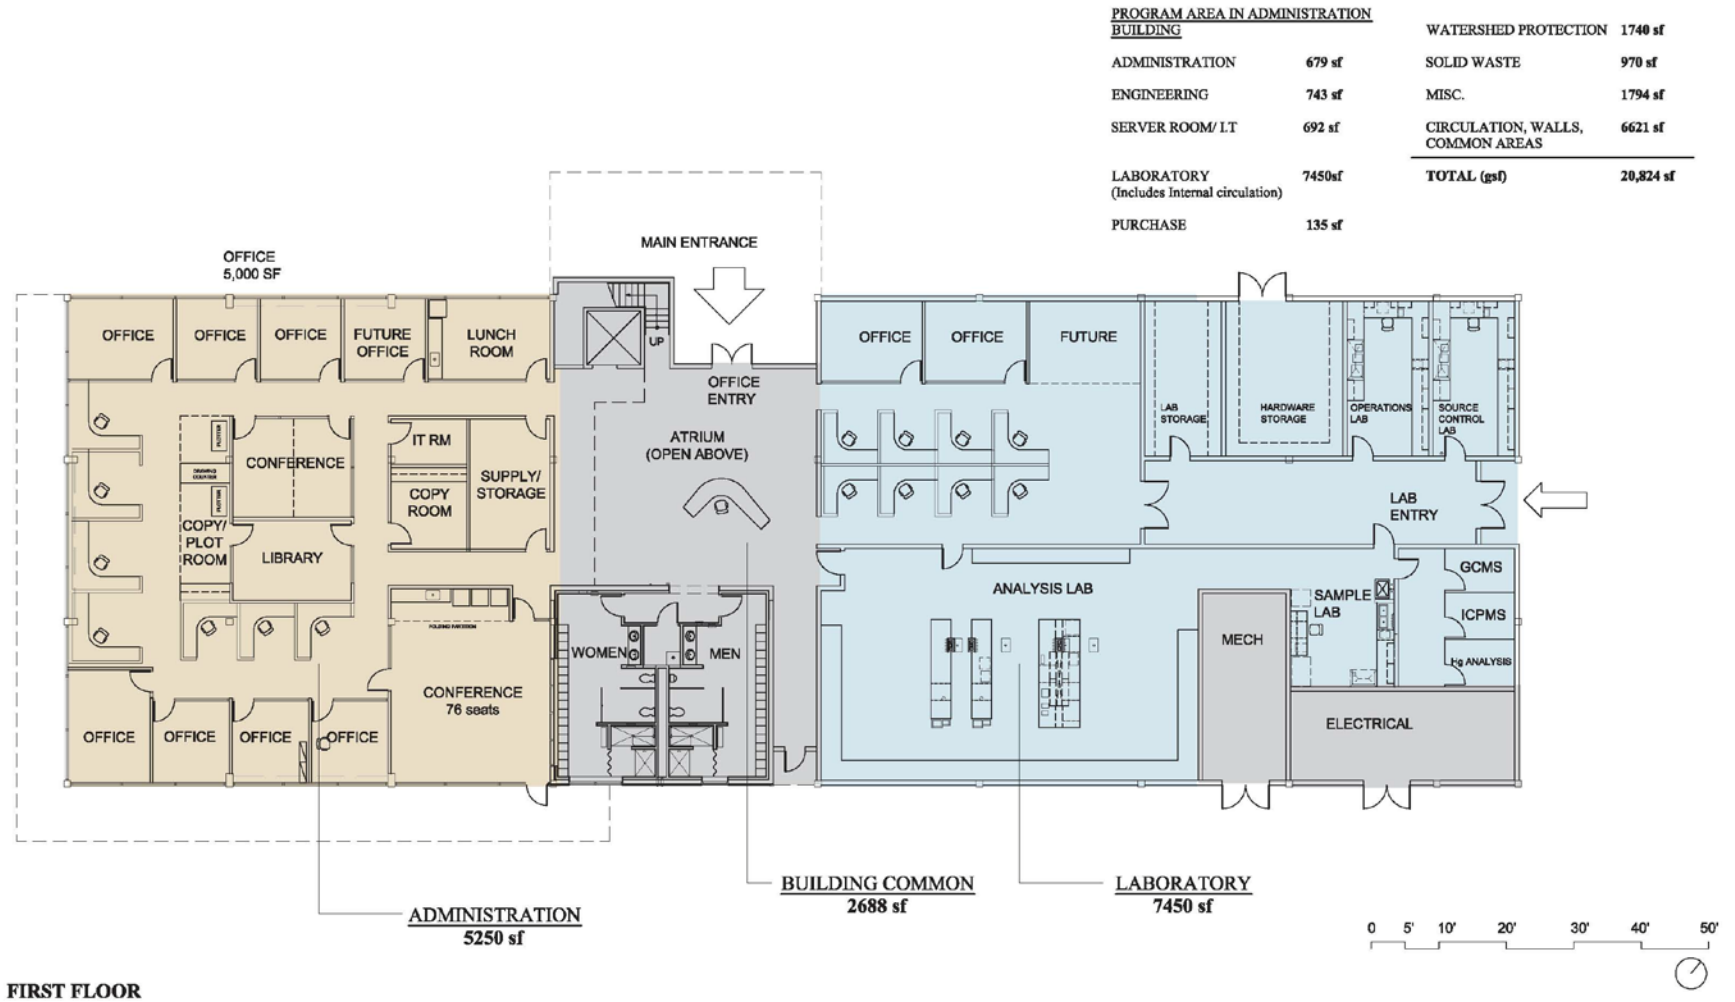 PROGRAM AREA IN ADMINISTRATION
BUILDING
ADMINISTRATION 679 sf
ENGINEERING 743 sf
SERVER ROOM/ I.T 692 sf
LABORATORY 7450sf
(Includes Internal circulation)
PURCHASE 135 sf
WATERSHED PROTECTION 1740 sf
SOLID WASTE 970 sf
MISC. 1794 sf
CIRCULATION, WALLS, 6621 sf
COMMON AREAS
TOTAL (gsf) 20,824 sf
MAIN ENTRANCE
OFFICE
5,000 SF
OFFICE
OFFICE
OFFICE
FUTURE
OFFICE
LUNCH
ROOM
UP
OFFICE
ENTRY
OFFICE
OFFICE
FUTURE
LAB
STORAGE
HARDWARE
STORAGE
OPERATIONS
LAB
SOURCE
CONTROL
LAB
PLOTTER
CONFERENCE
IT RM
ATRIUM
(OPEN ABOVE)
DRAWING
COUNTER
PLOTTER
SUPPLY/
STORAGE
COPY
ROOM
LAB
ENTRY
COPY/
PLOT
ROOM
LIBRARY
ANALYSIS LAB
GCMS
SAMPLE
LAB
ICPMS
FOLDING PARTITION
MECH
WOMEN
MEN
Hg ANALYSIS
CONFERENCE
76 seats
ELECTRICAL
OFFICE
OFFICE
OFFICE
OFFICE
BUILDING COMMON
2688 sf
LABORATORY
7450 sf
ADMINISTRATION
5250 sf
0 5' 10' 20' 30' 40' 50'
FIRST FLOOR